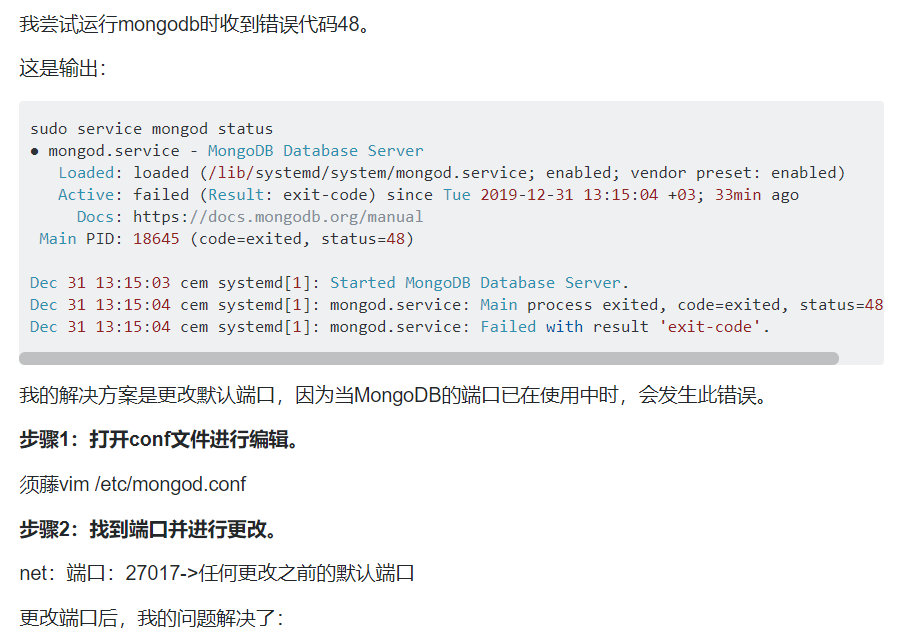 我尝试运行mongodb时收到错误代码48。
这是输出：
sudo service mongod status
● mongod.service - MongoDB Database Server
Loaded: loaded (/lib/systemd/system/mongod.service; enabled; vendor preset: enabled)
Active: failed (Result: exit-code) since Tue 2019-12-31 13:15:04 +03; 33min ago
Docs: https://docs.mongodb.org/manual
Main PID: 18645 (code=exited, status=48)
Dec 31 13:15:03 cem systemd[1]: Started MongoDB Database Server.
Dec 31 13:15:04 cem systemd[1]: mongod.service: Main process exited, code=exited, status=48
Dec 31 13:15:04 cem systemd[1]: mongod.service: Failed with result 'exit-code'.
我的解决方案是更改默认端口，因为当MongoDB的端口已在使用中时，会发生此错误。
步骤1：打开conf文件进行编辑。
须藤vim /etc/mongod.conf
步骤2：找到端口并进行更改。
net：端口：27017->任何更改之前的默认端口
更改端口后，我的问题解决了：